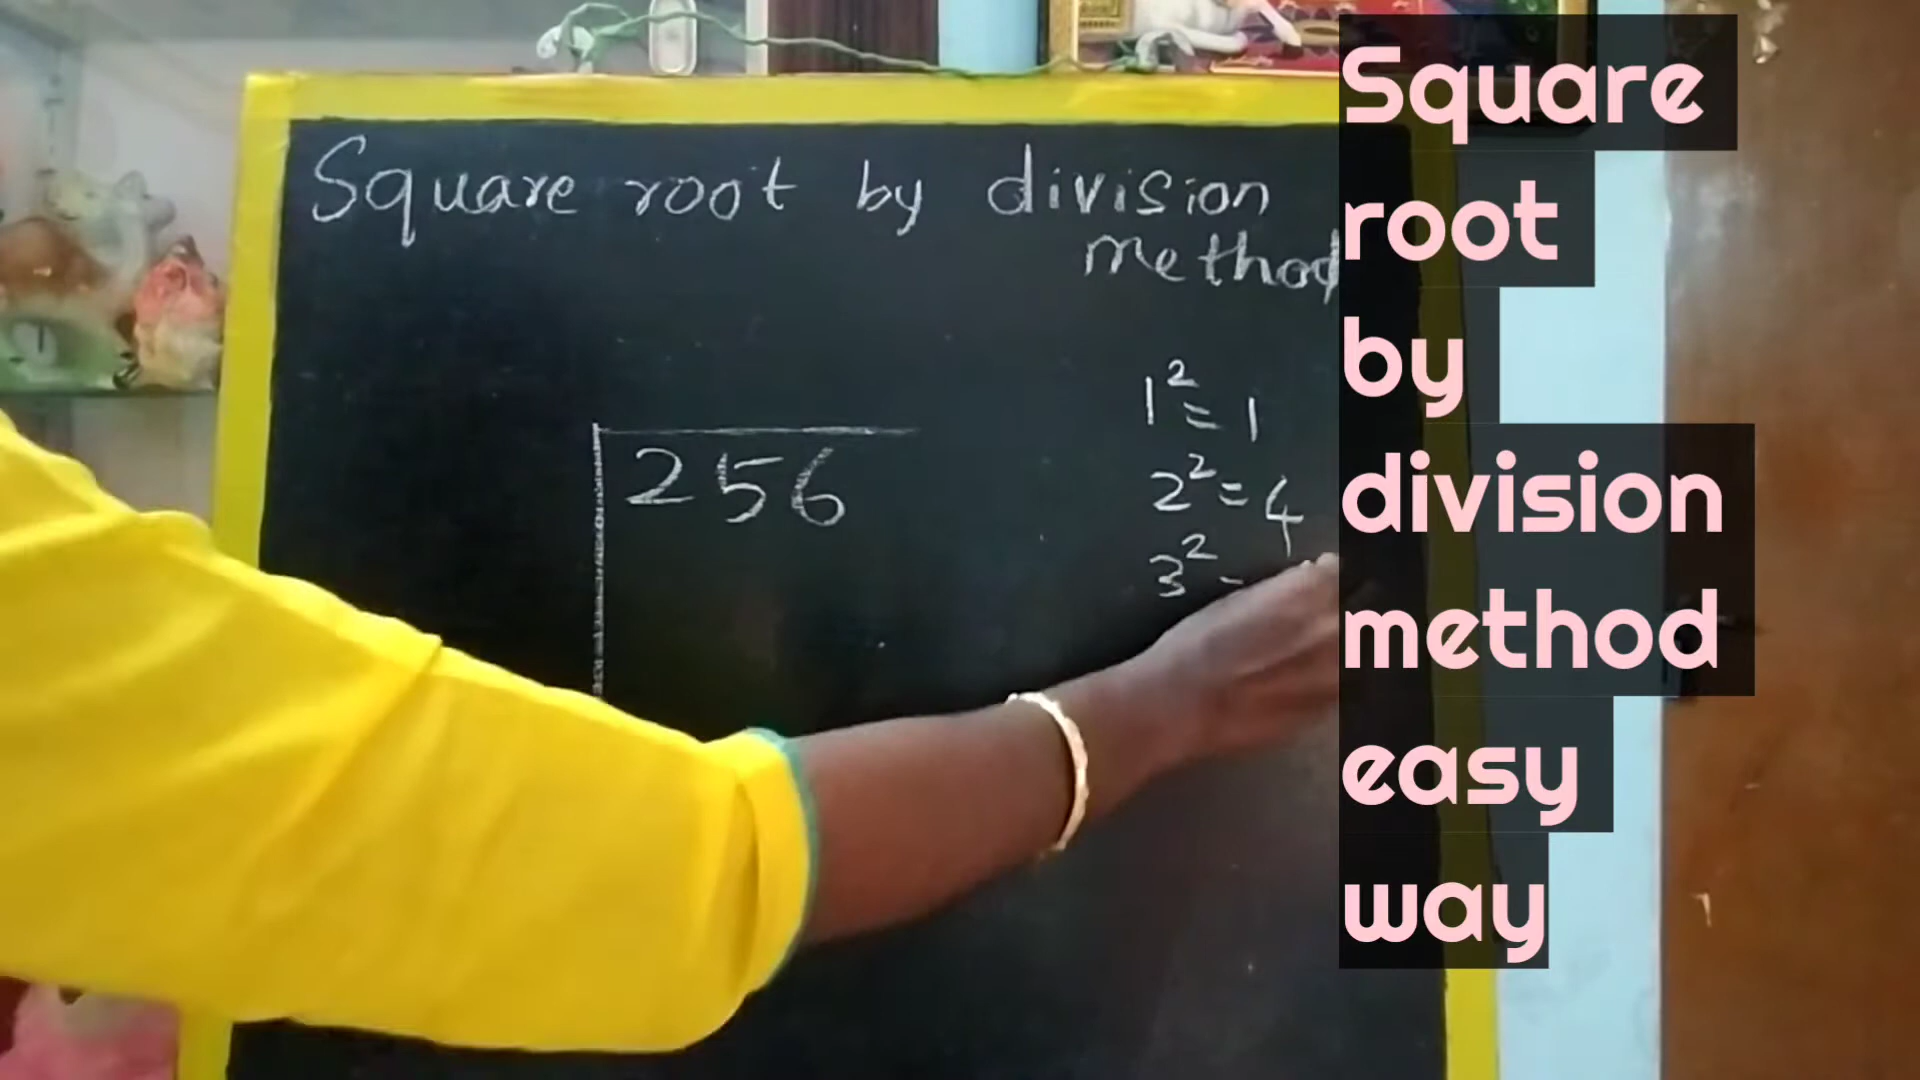 Square root by division
method
256
1² = 1
2² = 4
3² =
Square
root
by
division
method
easy
way